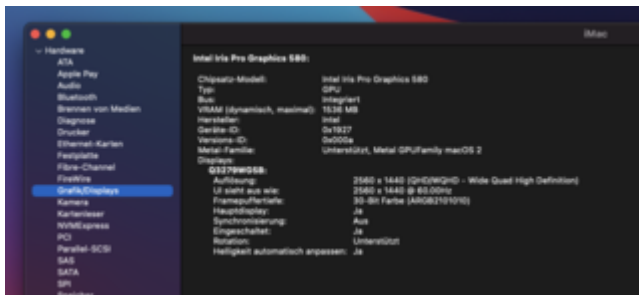 iMac
Hardware
ATA
Apple Pay
Audio
Bluetooth
Brennen von Medien
Diagnose
Drucker
Ethernet-Karten
Festplatte
Fibre-Channel
FireWire
Grafik/Displays
Kamera
Kartenleser
NVMExpress
PCI
Parallel-SCSI
SAS
SATA
SPI
Intel Iris Pro Graphics 580:
Chipsatz-Modell: Intel Iris Pro Graphics 580
Typ: GPU
Bus: Integriert
VRAM (dynamisch, maximal): 1536 MB
Hersteller: Intel
Geräte-ID: 0x1927
Versions-ID: 0x000a
Metal-Familie: Unterstützt, Metal GPUFamily macOS 2
Displays:
Q3279WG5B:
Auflösung: 2560 x 1440 (QHD/WQHD - Wide Quad High Definition)
UI sieht aus wie: 2560 x 1440 @ 60.00Hz
Framepuffertiefe: 30-Bit Farbe (ARGB2101010)
Hauptdisplay: Ja
Synchronisierung: Aus
Eingeschaltet: Ja
Rotation: Unterstützt
Helligkeit automatisch anpassen: Ja